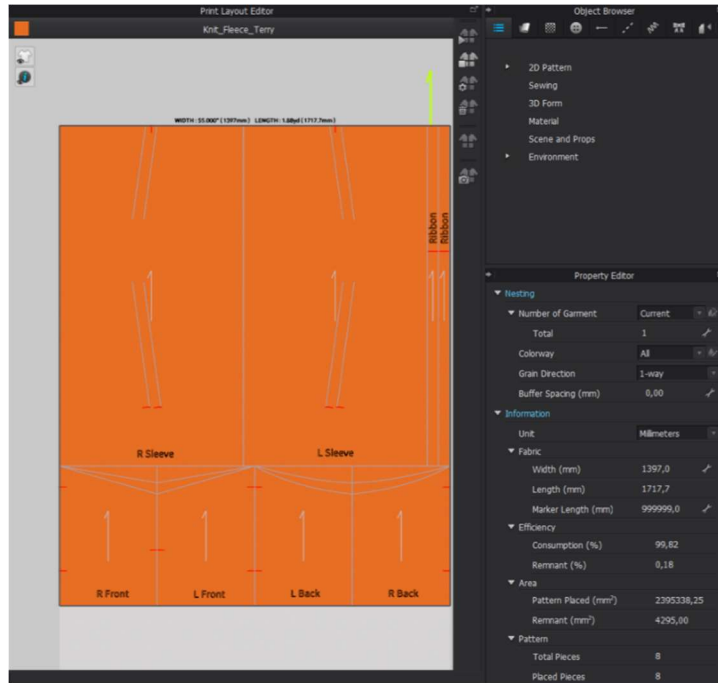 Print Layout Editor
Knit_Fleece_Terry
WIDTH : 55.000" (1397mm ) LENGTH : 1.88yd (1717.7mm )
Ribbon
Ribbon
R Sleeve
L Sleeve
R Front
L Front
L Back
R Back
Object Browser
2D Pattern
Sewing
3D Form
Material
Scene and Props
Environment
Property Editor
Nesting
Number of Garment Current
Total 1
Colorway All
Grain Direction 1-way
Buffer Spacing (mm) 0,00
Information
Unit Millimeters
Fabric
Width (mm) 1397,0
Length (mm) 1717,7
Marker Length (mm) 999999,0
Efficiency
Consumption (%) 99,82
Remnant (%) 0,18
Area
Pattern Placed (mm²) 2395338,25
Remnant (mm²) 4295,00
Pattern
Total Pieces 8
Placed Pieces 8